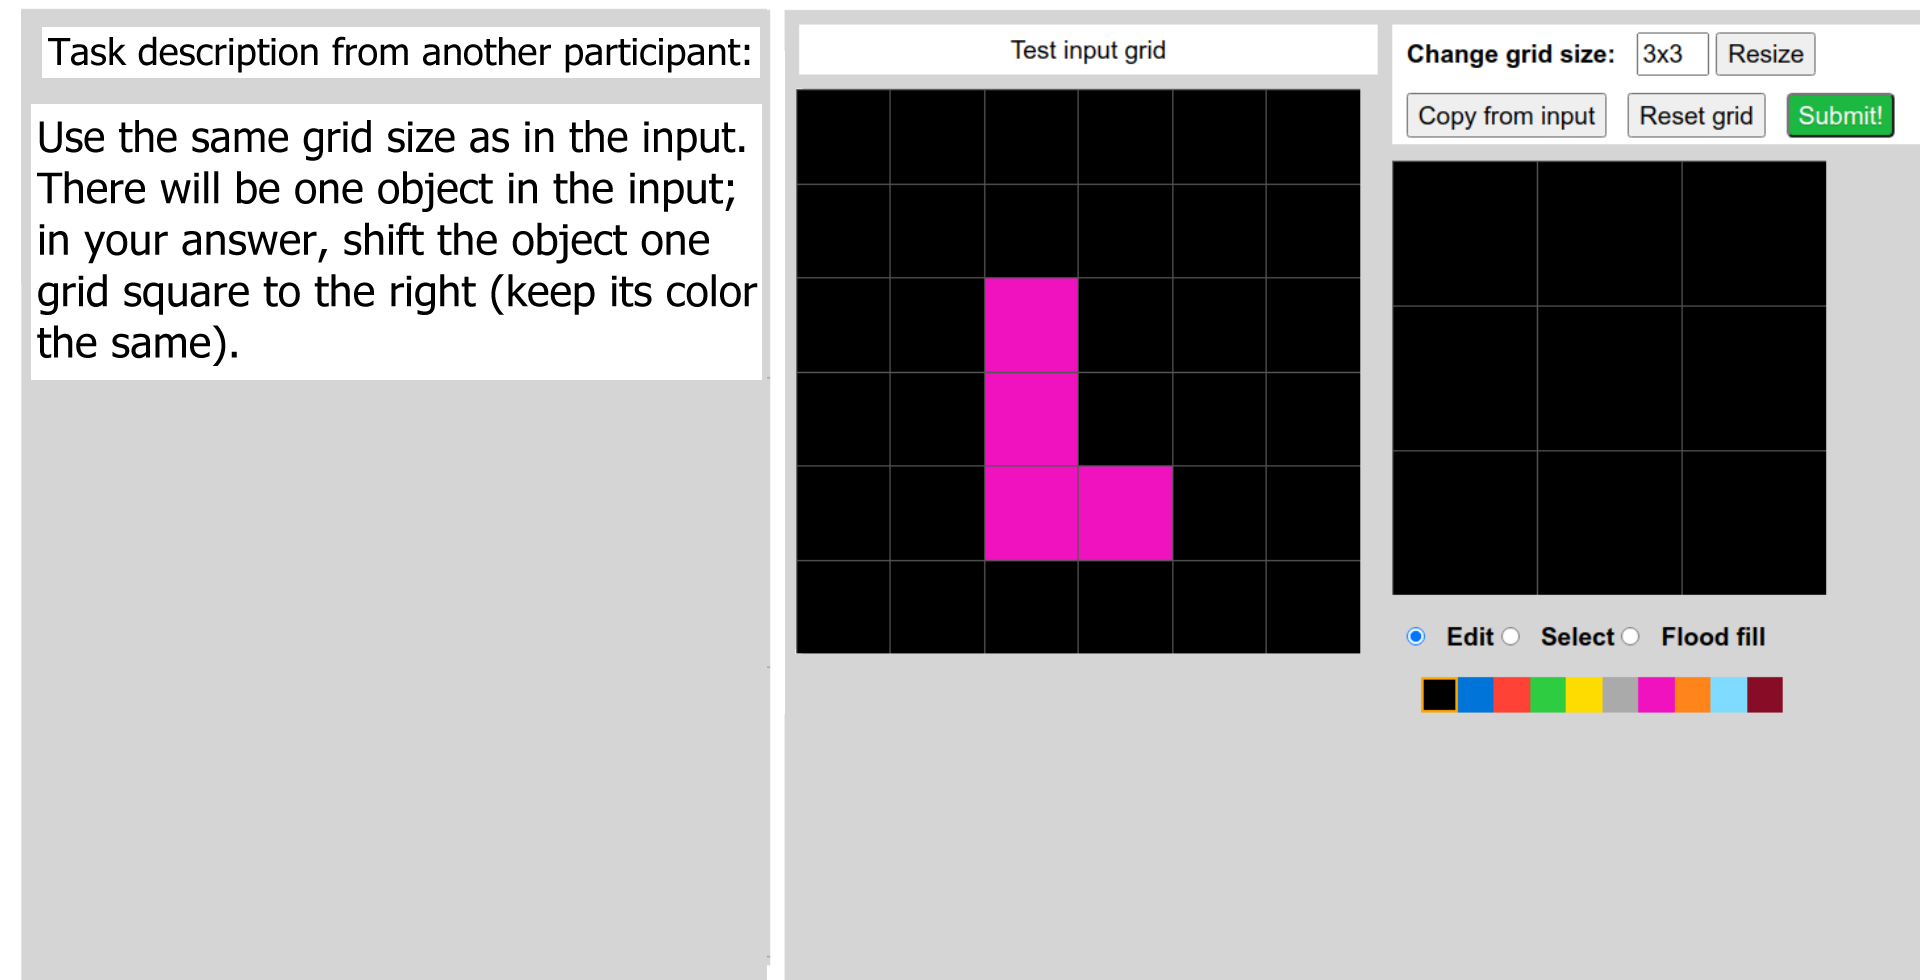 Task description from another participant:
Use the same grid size as in the input.
There will be one object in the input;
in your answer, shift the object one
grid square to the right (keep its color
the same).
Test input grid
Change grid size: 3x3 Resize
Copy from input Reset grid Submit!
Edit Select Flood fill